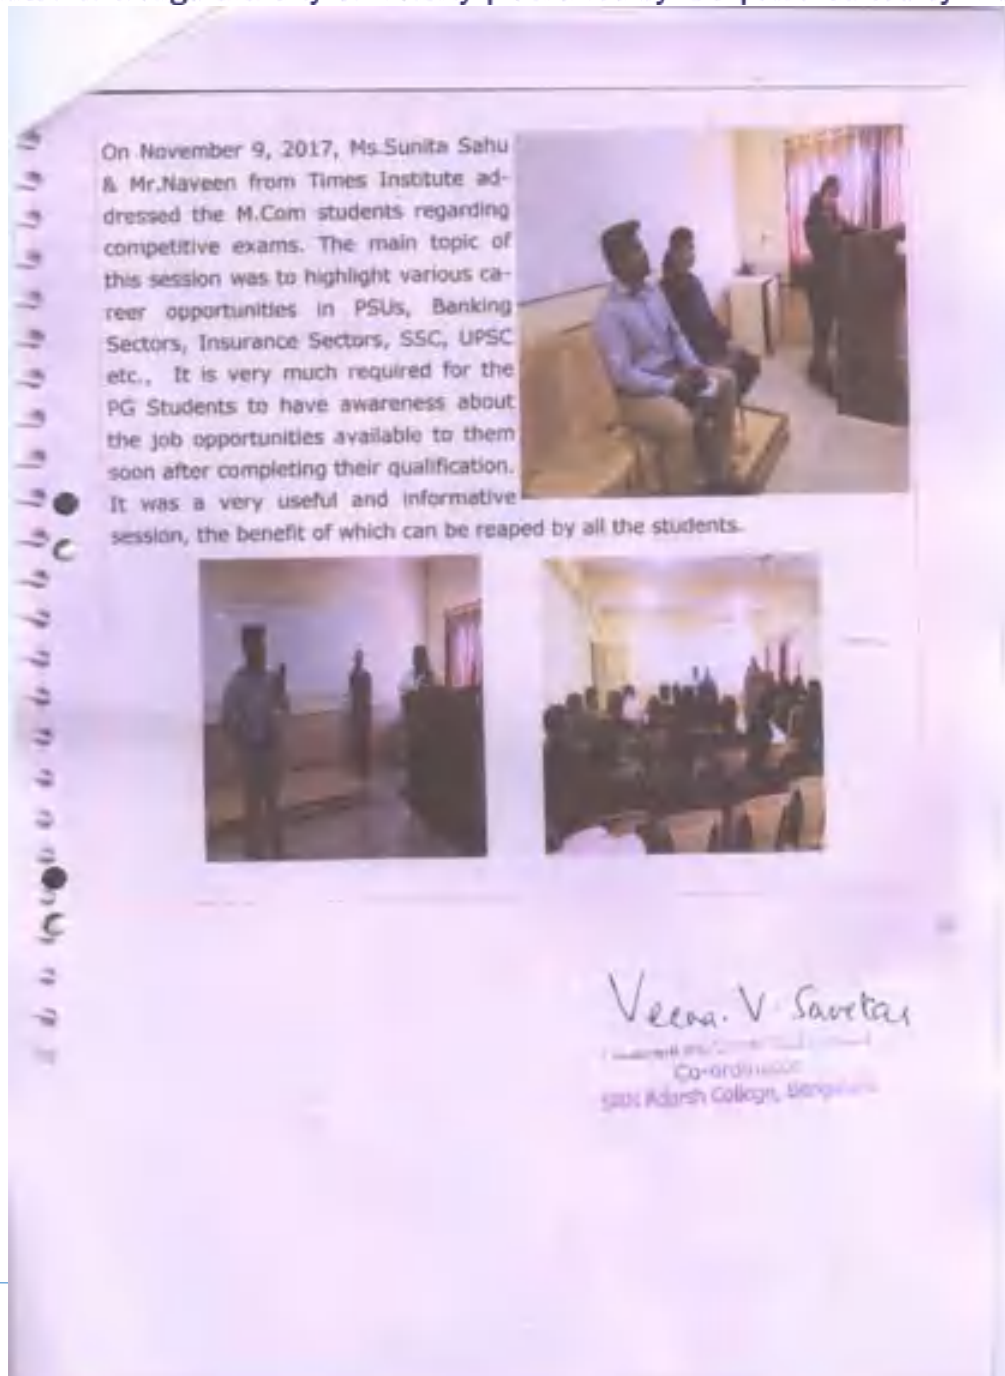 On November 9, 2017, Ms.Sunita Sahu
& Mr.Naveen from Times Institute ad-
dressed the M.Com students regarding
competitive exams. The main topic of
this session was to highlight various ca-
reer opportunities in PSUs, Banking
Sectors, Insurance Sectors, SSC, UPSC
etc., It is very much required for the
PG Students to have awareness about
the job opportunities available to them
soon after completing their qualification.
It was a very useful and informative
session, the benefit of which can be reaped by all the students.
Veena. V. Savetar
Co-ordinator
SRN Adarsh College, Bengaluru